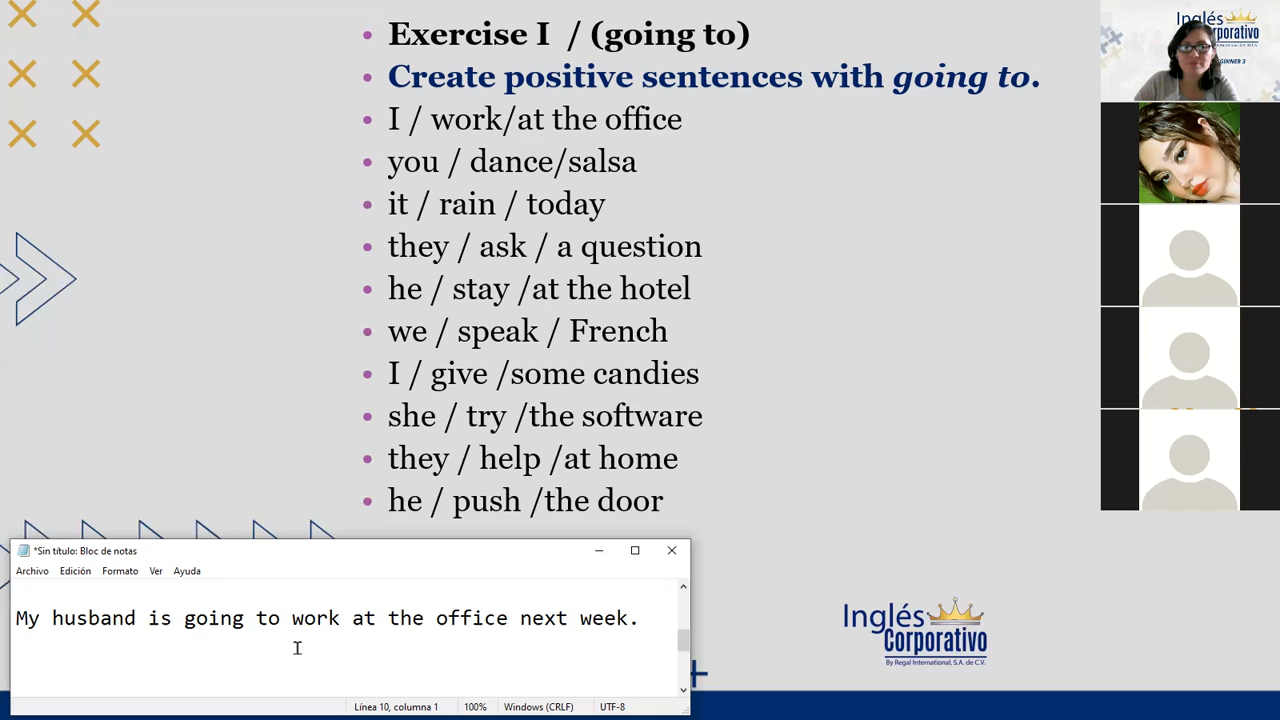 Exercise I / (going to)
Create positive sentences with going to.
I / work/at the office
you / dance/salsa
it / rain / today
they / ask / a question
he / stay /at the hotel
we / speak / French
I / give /some candies
she / try /the software
they / help /at home
he / push /the door
*Sin título: Bloc de notas
Archivo Edición Formato Ver Ayuda
My husband is going to work at the office next week.
Línea 10, columna 1 100% Windows (CRLF) UTF-8
Inglés
Corporativo
By Regal International, S.A. de C.V.
Inglés